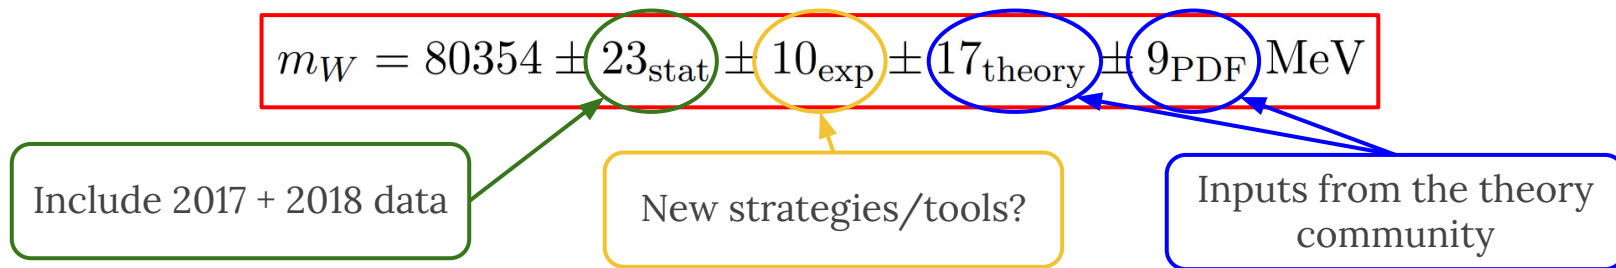 m_W = 80354 ± 23_stat ± 10_exp ± 17_theory ± 9_PDF MeV
Include 2017 + 2018 data
New strategies/tools?
Inputs from the theory
community